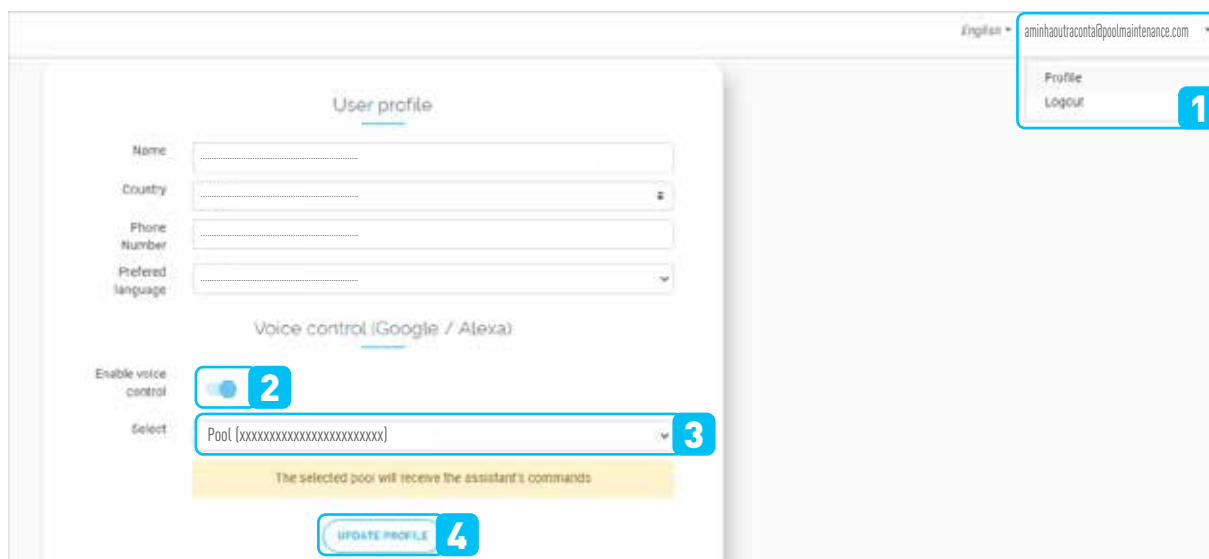 English aminhaoutraconta@poolmaintenance.com
Profile
Logout
1
User profile
Name
Country
Phone
Number
Prefered
language
Voice control (Google / Alexa)
Enable voice
control
2
Select Pool (xxxxxxxxxxxxxxxxxxxxxxxx) 3
The selected pool will receive the assistant's commands
UPDATE PROFILE 4